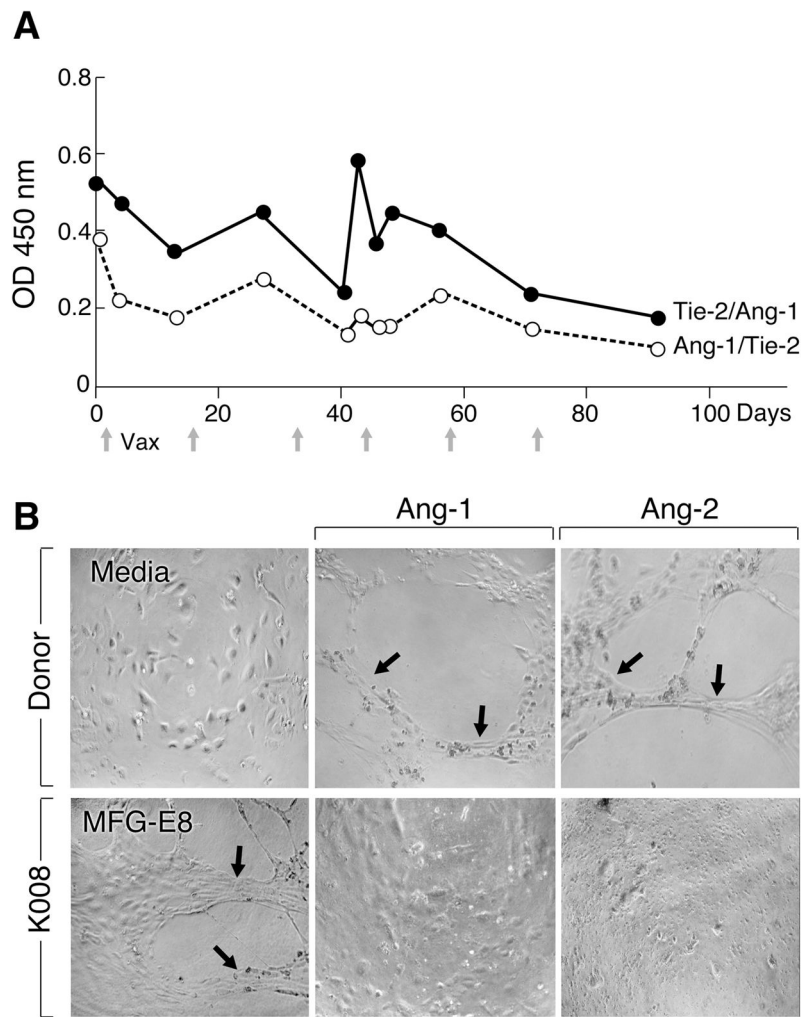 A
0.8
0.6
0.4
0.2
0
OD 450 nm
0 20 40 60 80 100 Days
Vax
Tie-2/Ang-1
Ang-1/Tie-2
B
Ang-1 Ang-2
Donor
Media
K008
MFG-E8